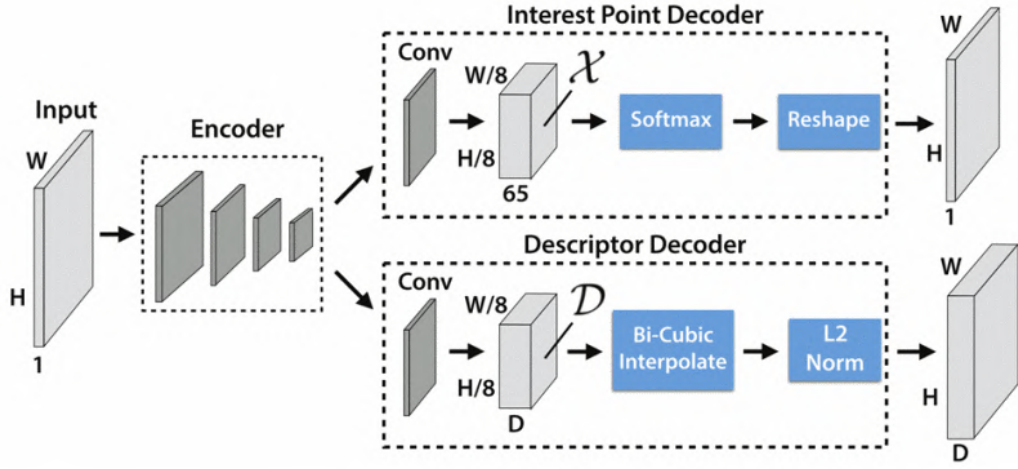 Input
W
H
1
Encoder
Interest Point Decoder
Conv
W/8
H/8
65
𝒳
Softmax
Reshape
W
H
1
Descriptor Decoder
Conv
W/8
H/8
D
𝒟
Bi-Cubic
Interpolate
L2
Norm
W
H
D